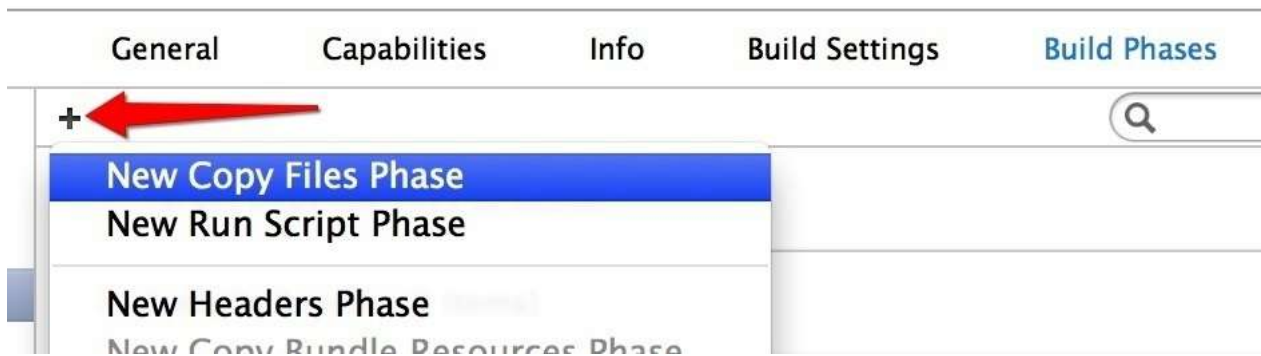 General Capabilities Info Build Settings Build Phases
New Copy Files Phase
New Run Script Phase
New Headers Phase
New Copy Bundle Resources Phase